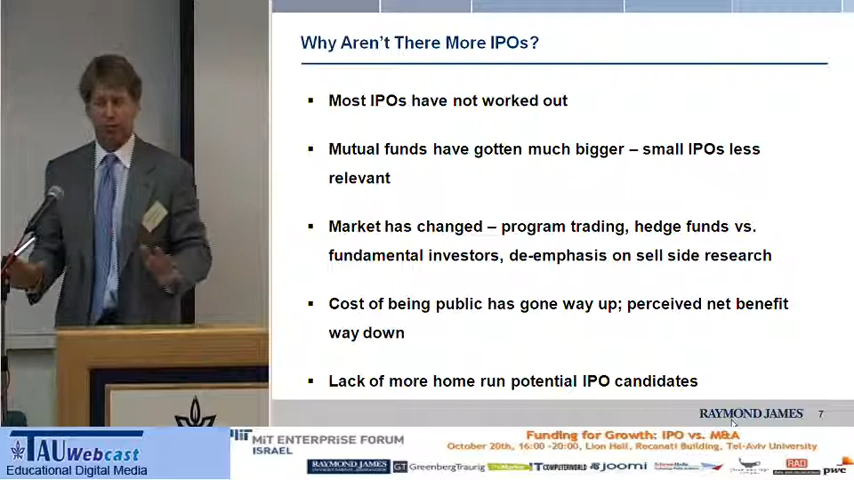 Why Aren't There More IPOs?
Most IPOs have not worked out
Mutual funds have gotten much bigger – small IPOs less
relevant
Market has changed – program trading, hedge funds vs.
fundamental investors, de-emphasis on sell side research
Cost of being public has gone way up; perceived net benefit
way down
Lack of more home run potential IPO candidates
RAYMOND JAMES 7
TAUWebcast
Educational Digital Media
MIT ENTERPRISE FORUM
ISRAEL
Funding for Growth: IPO vs. M&A
October 20th, 16:00 -20:00, Lion Hall, Recanati Building, Tel-Aviv University
RAYMOND JAMES
GT GreenbergTraurig
TheMarker
COMPUTERWORLD
Joomi
RAD
pwc